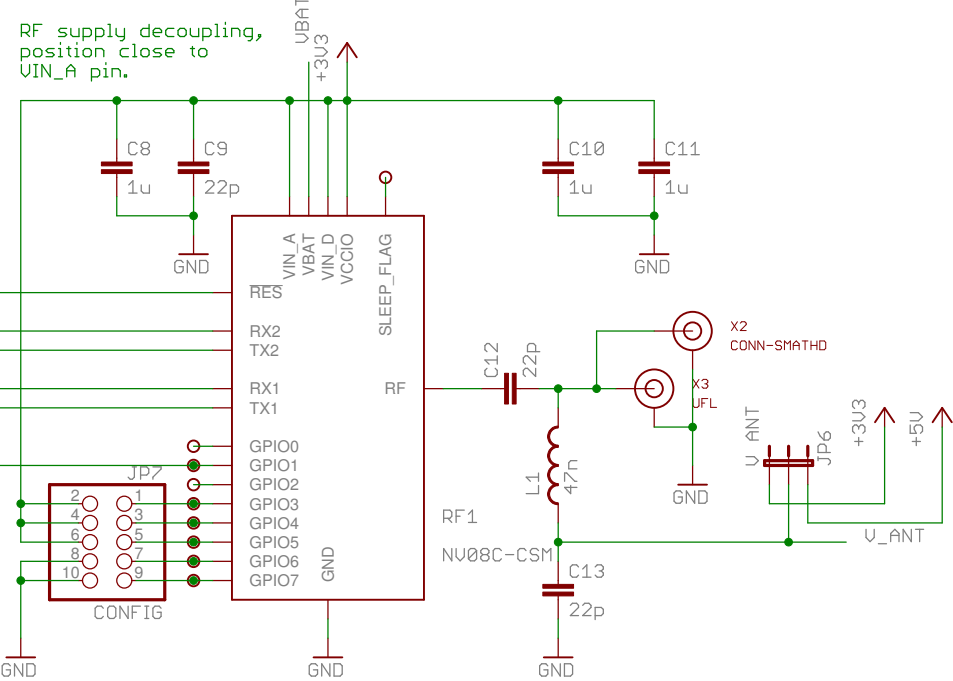 RF supply decoupling,
position close to
VIN_A pin.
VBAT
+3V3
C8
1u
C9
22p
C10
1u
C11
1u
GND
GND
VIN_A
VBAT
VIN_D
VCCIO
SLEEP_FLAG
RES
RX2
TX2
RX1
TX1
RF
GPIO0
GPIO1
GPIO2
GPIO3
GPIO4
GPIO5
GPIO6
GPIO7
GND
C12
22p
X2
CONN-SMATHD
X3
UFL
GND
L1
47n
V_ANT
JP6
+3V3
+5V
V_ANT
RF1
NV08C-CSM
C13
22p
JP7
2 1
4 3
6 5
8 7
10 9
CONFIG
GND
GND
GND